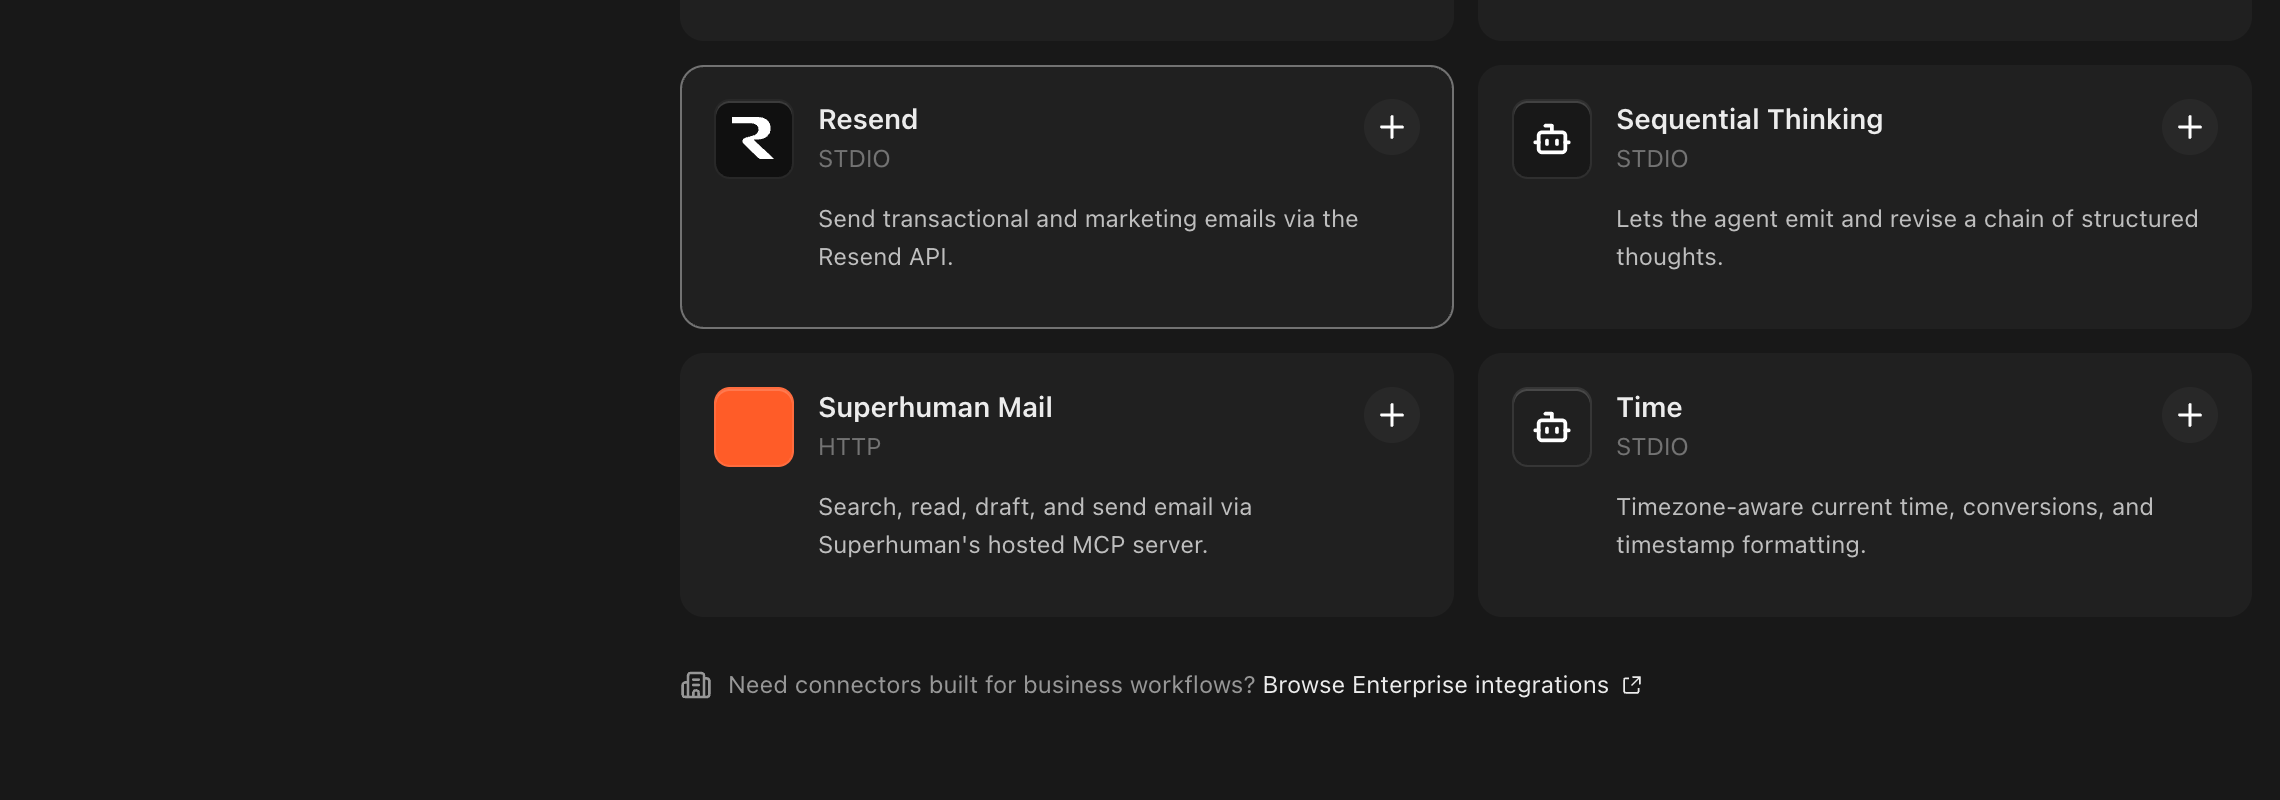 Resend
STDIO
Send transactional and marketing emails via the
Resend API.
Sequential Thinking
STDIO
Lets the agent emit and revise a chain of structured
thoughts.
Superhuman Mail
HTTP
Search, read, draft, and send email via
Superhuman's hosted MCP server.
Time
STDIO
Timezone-aware current time, conversions, and
timestamp formatting.
Need connectors built for business workflows? Browse Enterprise integrations